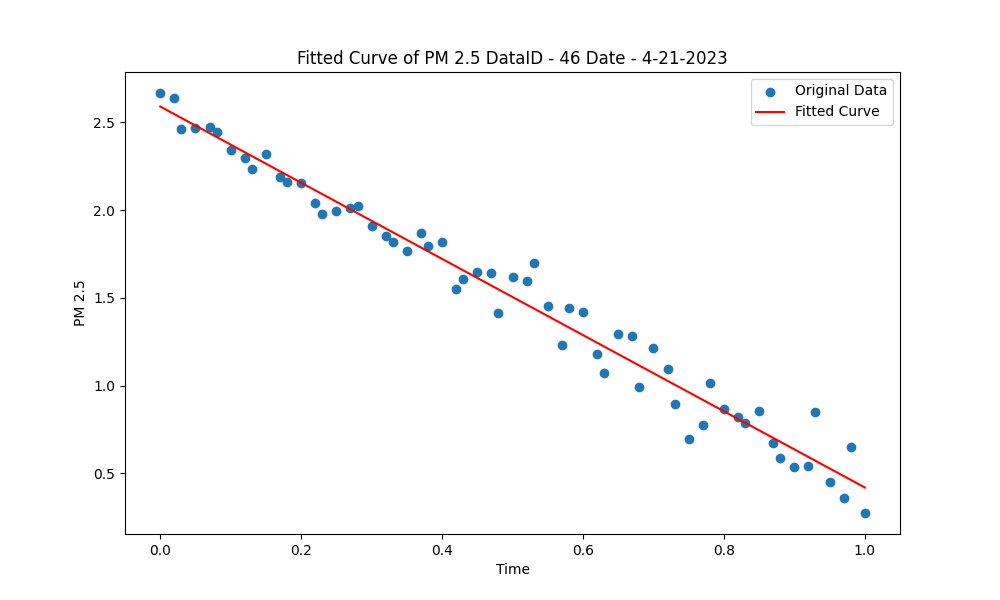 Fitted Curve of PM 2.5 DataID - 46 Date - 4-21-2023
Original Data
Fitted Curve
2.5
2.0
1.5
1.0
0.5
PM 2.5
0.0 0.2 0.4 0.6 0.8 1.0
Time